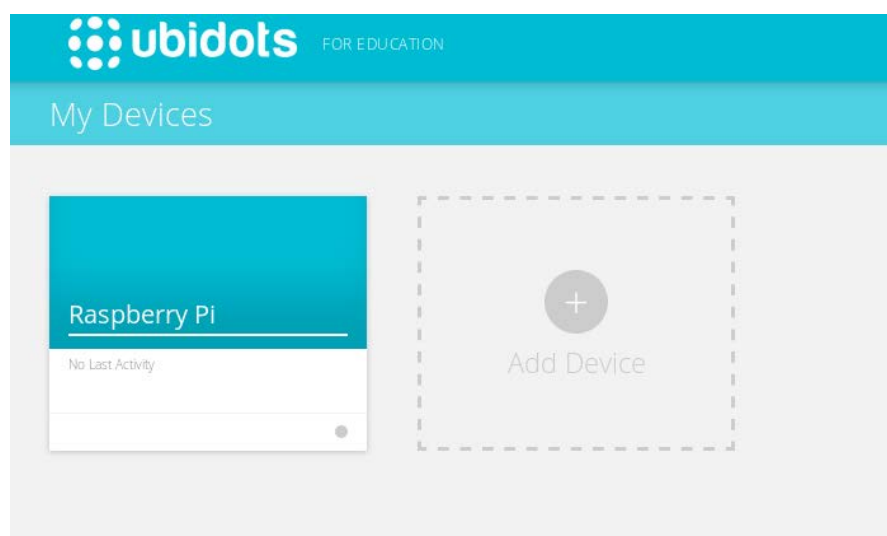 ubidots FOR EDUCATION
My Devices
Raspberry Pi
No Last Activity
Add Device